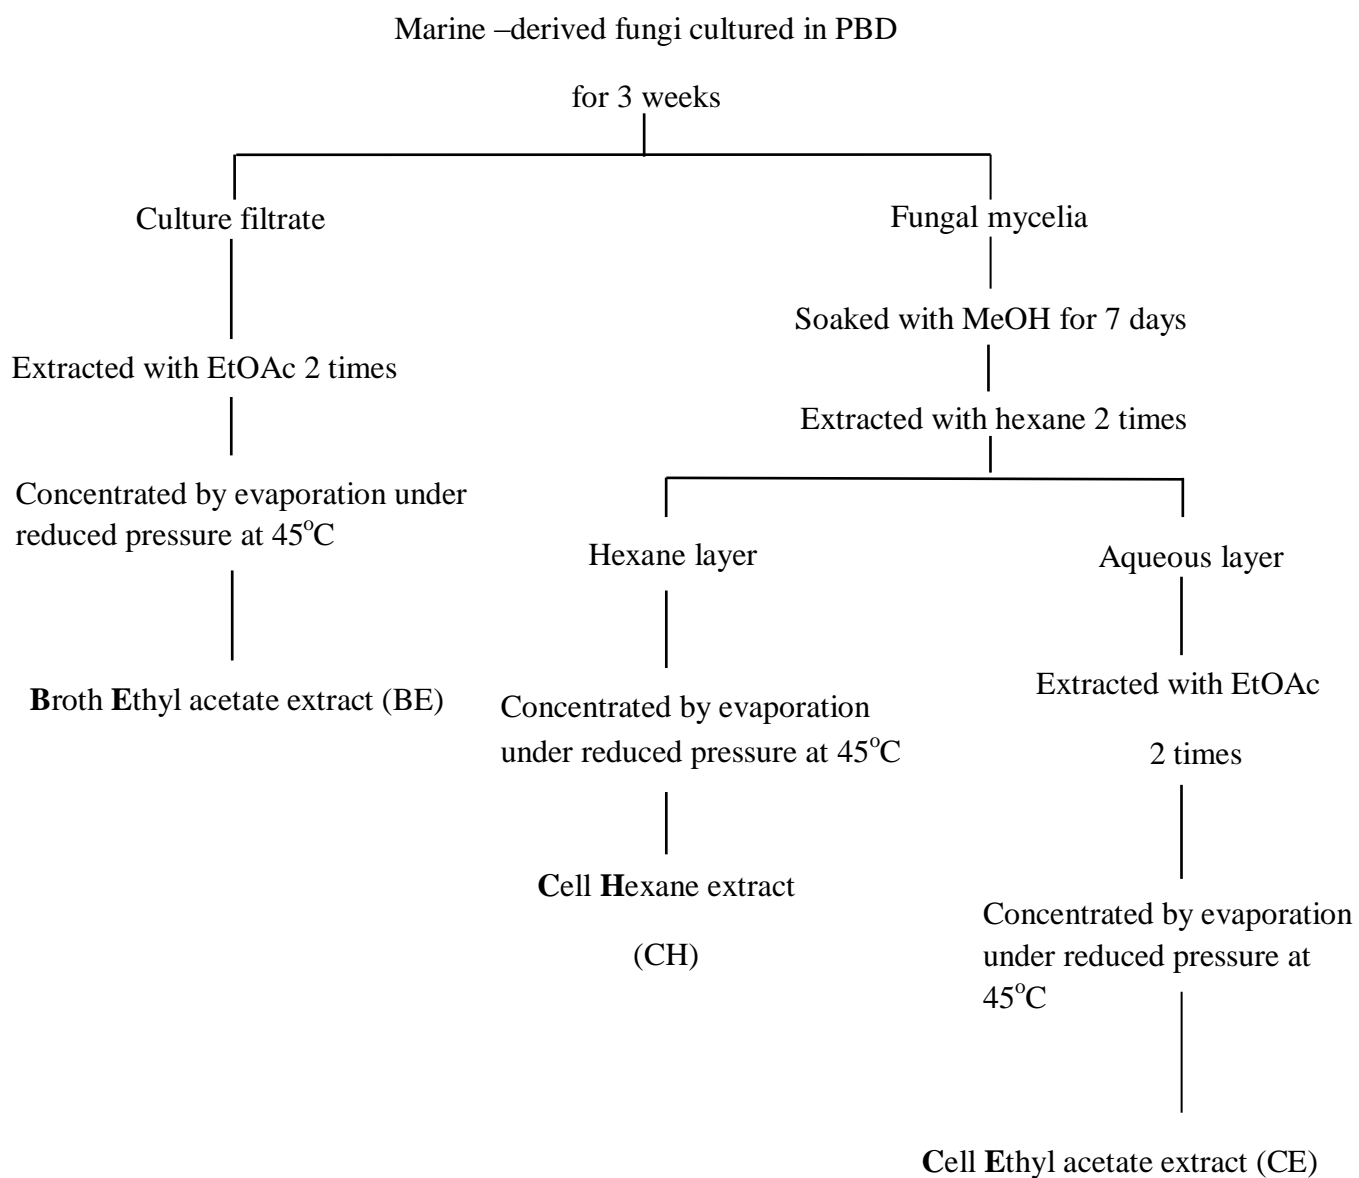 Marine –derived fungi cultured in PBD
for 3 weeks
Culture filtrate
Extracted with EtOAc 2 times
Concentrated by evaporation under
reduced pressure at 45°C
Broth Ethyl acetate extract (BE)
Fungal mycelia
Soaked with MeOH for 7 days
Extracted with hexane 2 times
Hexane layer
Concentrated by evaporation
under reduced pressure at 45°C
Cell Hexane extract
(CH)
Aqueous layer
Extracted with EtOAc
2 times
Concentrated by evaporation
under reduced pressure at
45°C
Cell Ethyl acetate extract (CE)